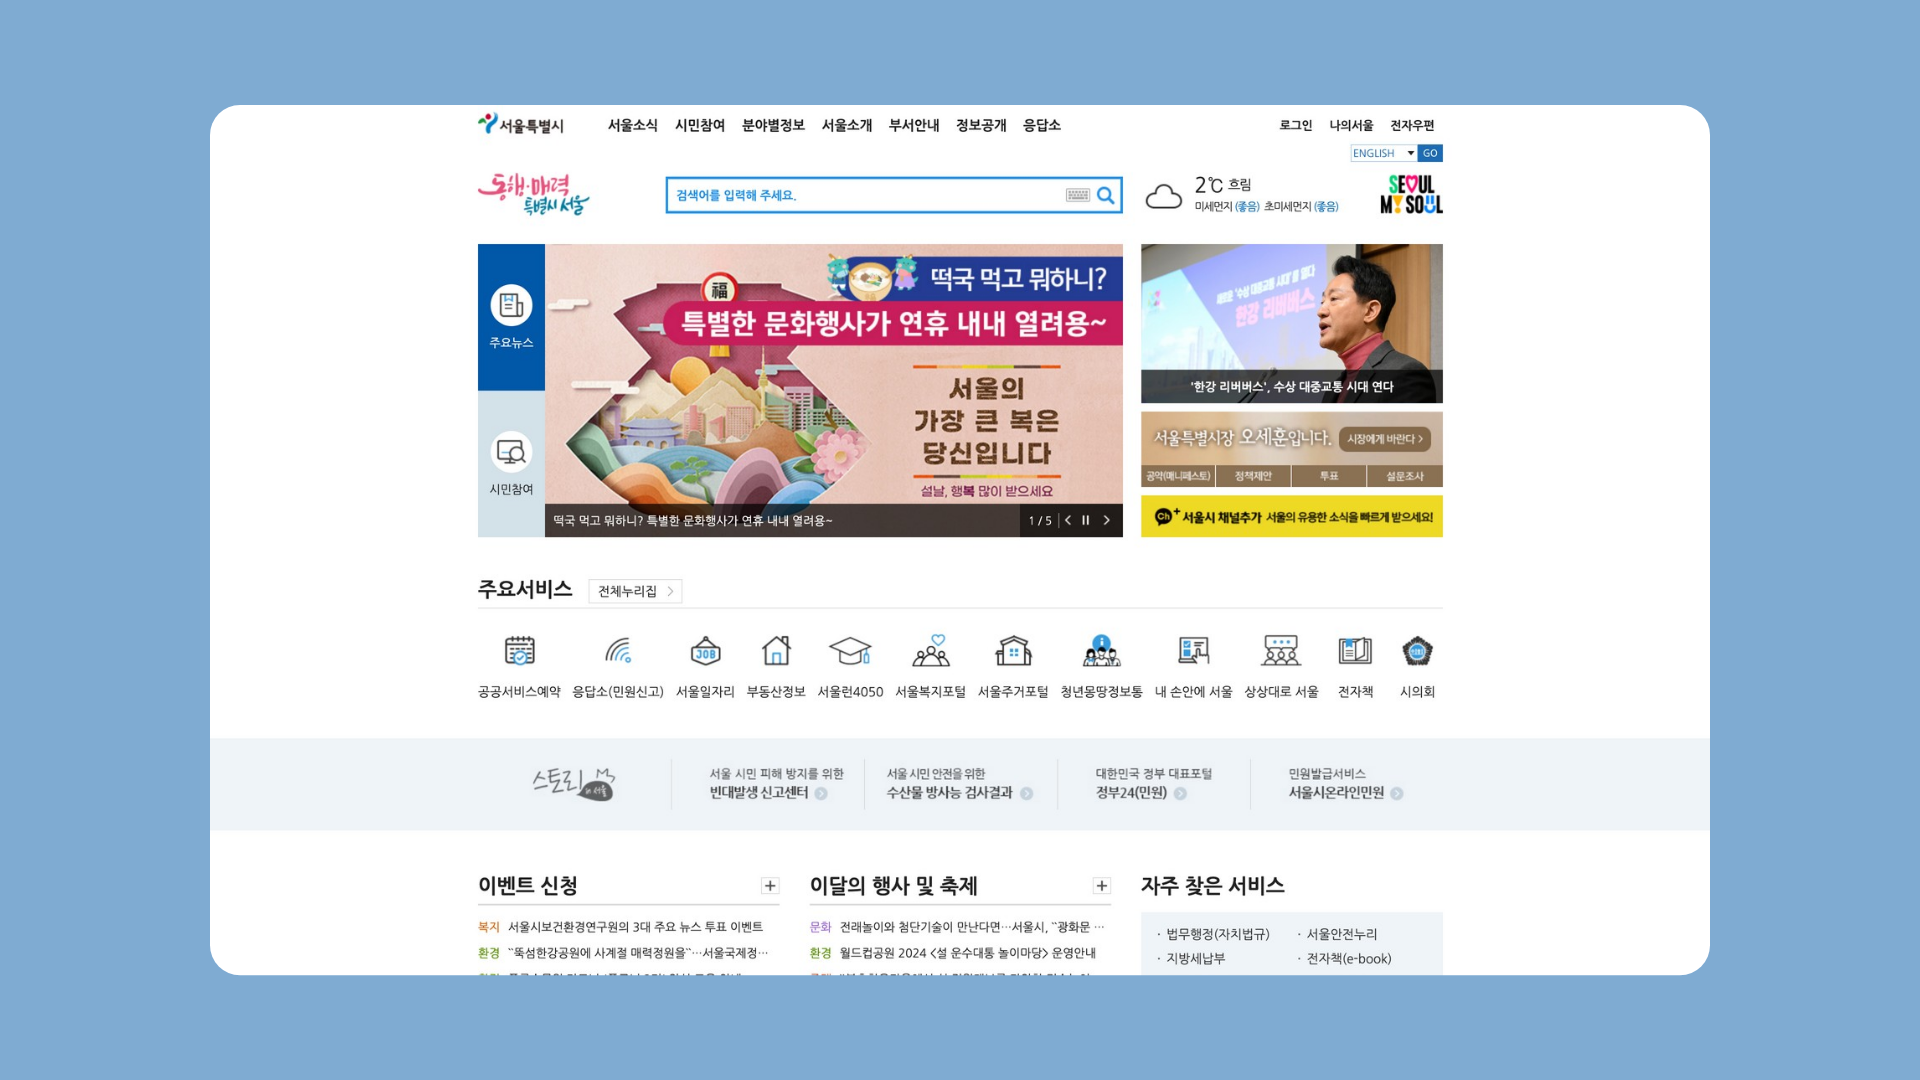 서울특별시
서울소식 시민참여 분야별정보 서울소개 부서안내 정보공개 응답소
로그인 나의서울 전자우편
ENGLISH GO
동행·매력
특별시 서울
검색어를 입력해 주세요.
2℃ 흐림
미세먼지 (좋음) 초미세먼지 (좋음)
SEOUL
MY SOUL
주요뉴스
시민참여
福
떡국 먹고 뭐하니?
특별한 문화행사가 연휴 내내 열려용~
서울의
가장 큰 복은
당신입니다
설날, 행복 많이 받으세요
떡국 먹고 뭐하니? 특별한 문화행사가 연휴 내내 열려용~
1 / 5
한강 리버버스
'한강 리버버스', 수상 대중교통 시대 연다
서울특별시장 오세훈입니다. 시장에게 바란다 >
공약(매니페스토) 정책제안 투표 설문조사
Ch+ 서울시 채널추가 서울의 유용한 소식을 빠르게 받으세요!
주요서비스 전체누리집 >
JOB
공공서비스예약 응답소(민원신고) 서울일자리 부동산정보 서울런4050 서울복지포털 서울주거포털 청년몽땅정보통 내 손안에 서울 상상대로 서울 전자책 시의회
스토리 in 서울
서울 시민 피해 방지를 위한
빈대발생 신고센터
서울 시민 안전을 위한
수산물 방사능 검사결과
대한민국 정부 대표포털
정부24(민원)
민원발급서비스
서울시온라인민원
이벤트 신청 +
복지 서울시보건환경연구원의 3대 주요 뉴스 투표 이벤트
환경 ``뚝섬한강공원에 사계절 매력정원을``…서울국제정…
이달의 행사 및 축제 +
문화 전래놀이와 첨단기술이 만난다면…서울시, ``광화문 …
환경 월드컵공원 2024 <설 운수대통 놀이마당> 운영안내
자주 찾은 서비스
· 법무행정(자치법규) · 서울안전누리
· 지방세납부 · 전자책(e-book)